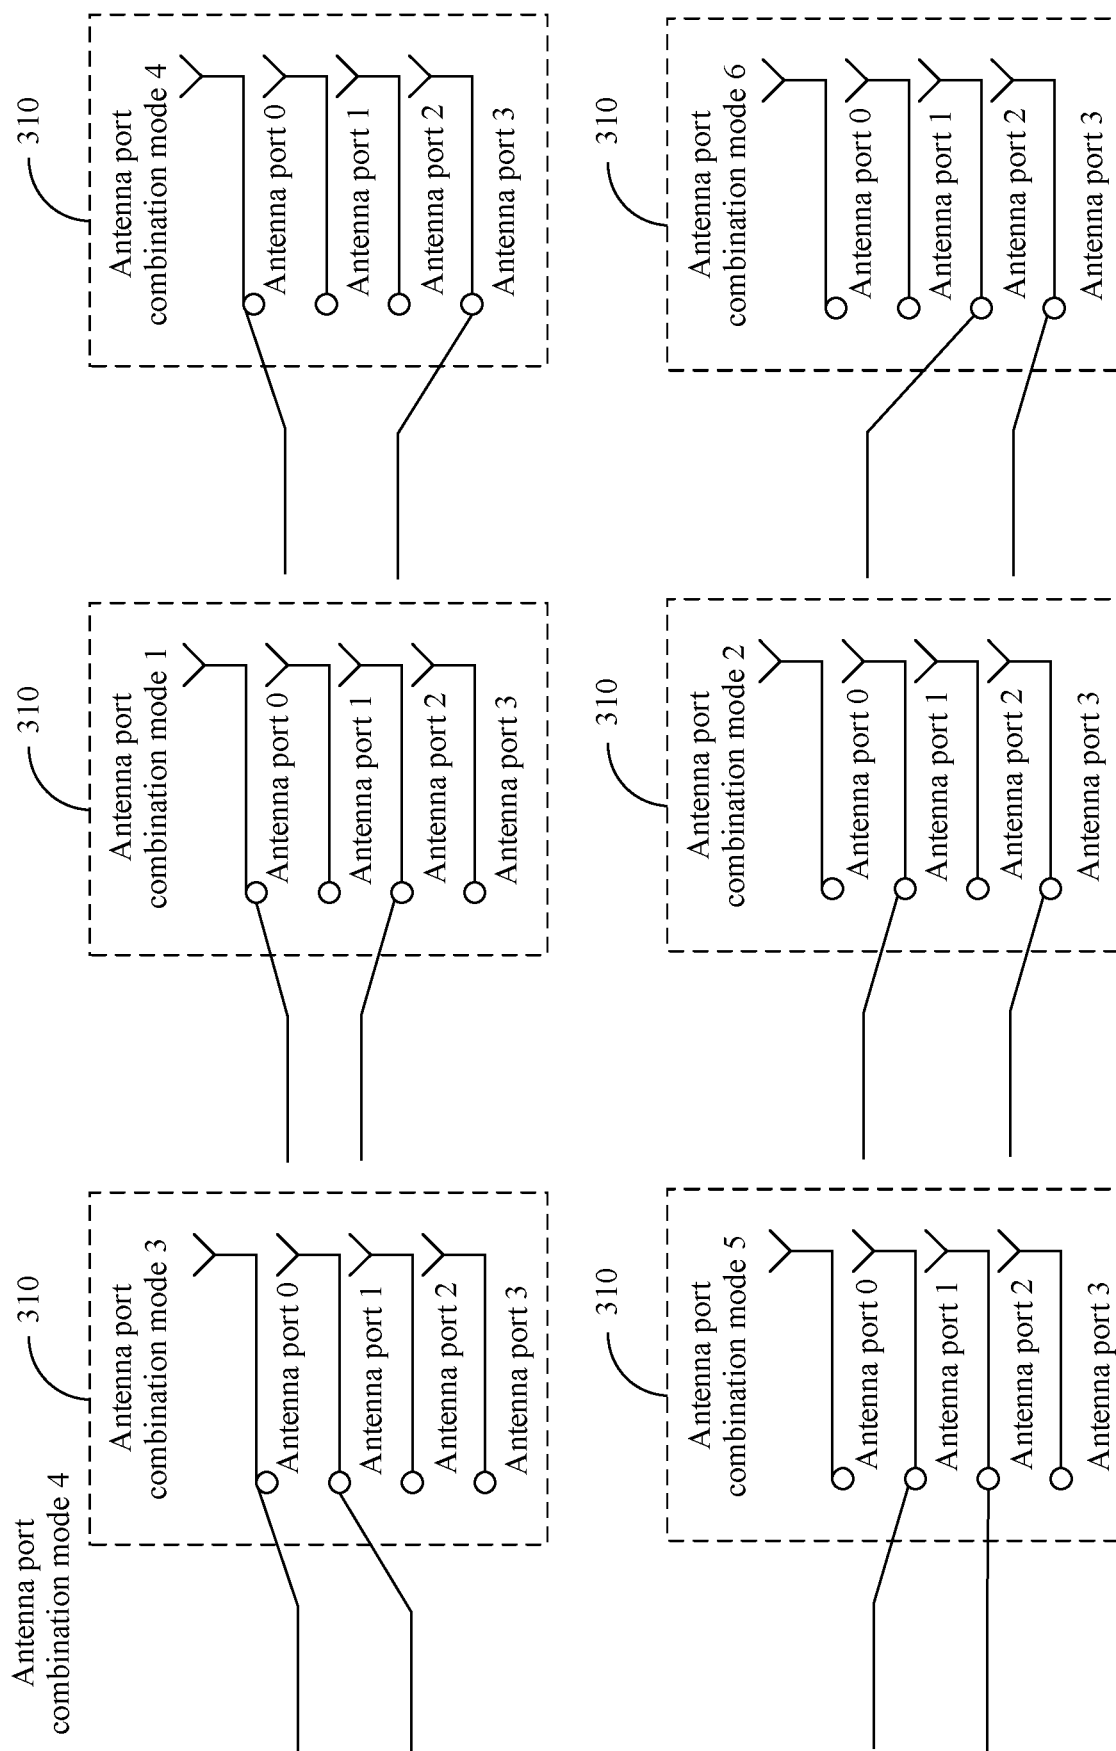 Antenna port
combination mode 4
310
Antenna port
combination mode 3
Antenna port 0
Antenna port 1
Antenna port 2
Antenna port 3
310
Antenna port
combination mode 1
Antenna port 0
Antenna port 1
Antenna port 2
Antenna port 3
310
Antenna port
combination mode 4
Antenna port 0
Antenna port 1
Antenna port 2
Antenna port 3
310
Antenna port
combination mode 5
Antenna port 0
Antenna port 1
Antenna port 2
Antenna port 3
310
Antenna port
combination mode 2
Antenna port 0
Antenna port 1
Antenna port 2
Antenna port 3
310
Antenna port
combination mode 6
Antenna port 0
Antenna port 1
Antenna port 2
Antenna port 3